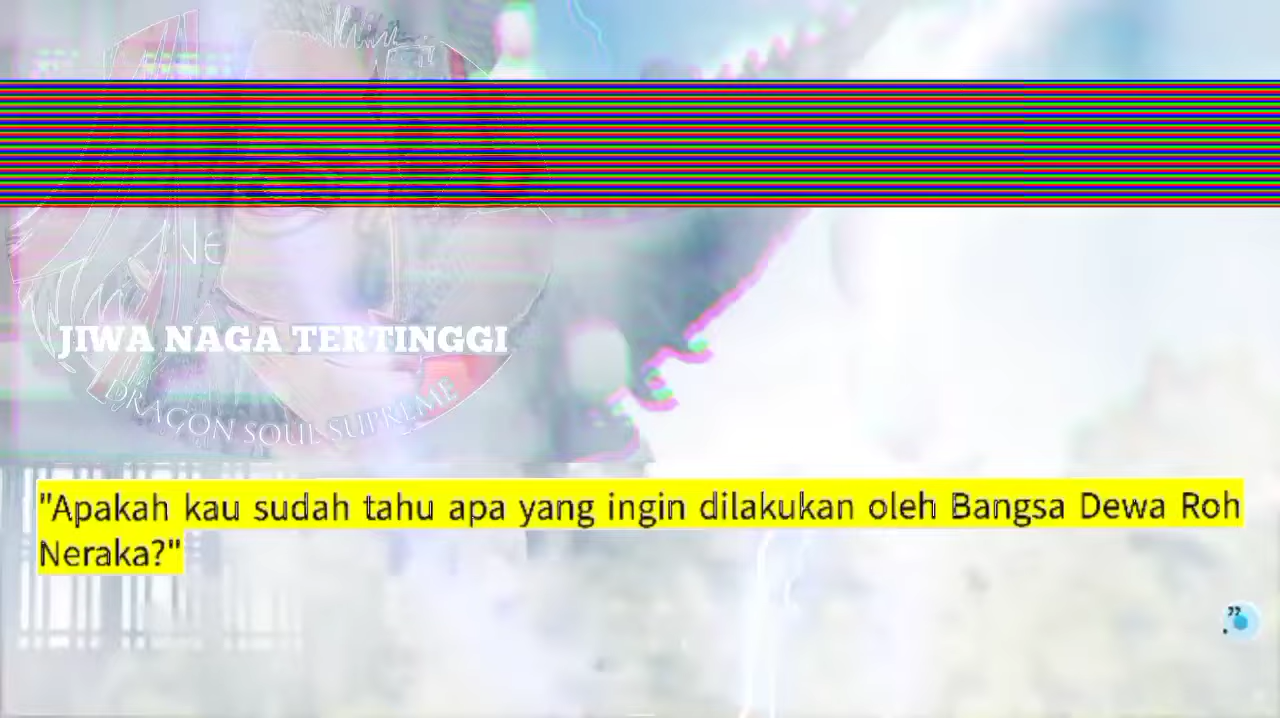 NE
JIWA NAGA TERTINGGI
DRAGON SOUL SUPREME
"Apakah kau sudah tahu apa yang ingin dilakukan oleh Bangsa Dewa Roh
Neraka?"